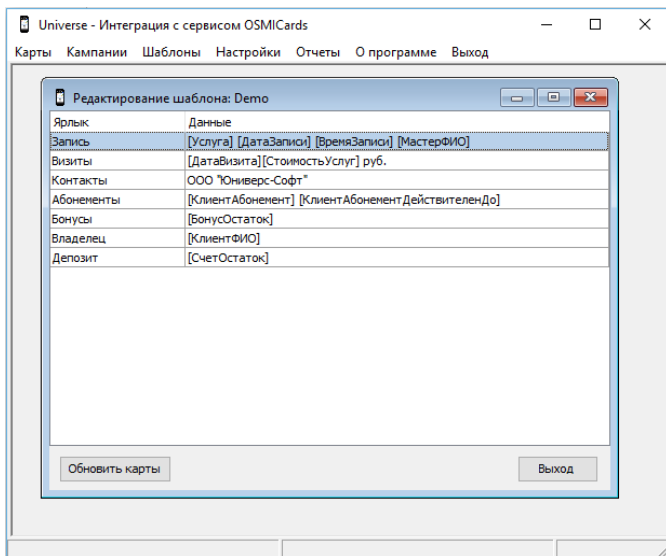 Universe - Интеграция с сервисом OSMICards
Карты Кампании Шаблоны Настройки Отчеты О программе Выход
Редактирование шаблона: Demo
Ярлык Данные
Запись [Услуга] [ДатаЗаписи] [ВремяЗаписи] [МастерФИО]
Визиты [ДатаВизита][СтоимостьУслуг] руб.
Контакты ООО "Юниверс-Софт"
Абонементы [КлиентАбонемент] [КлиентАбонементДействителенДо]
Бонусы [БонусОстаток]
Владелец [КлиентФИО]
Депозит [СчетОстаток]
Обновить карты Выход